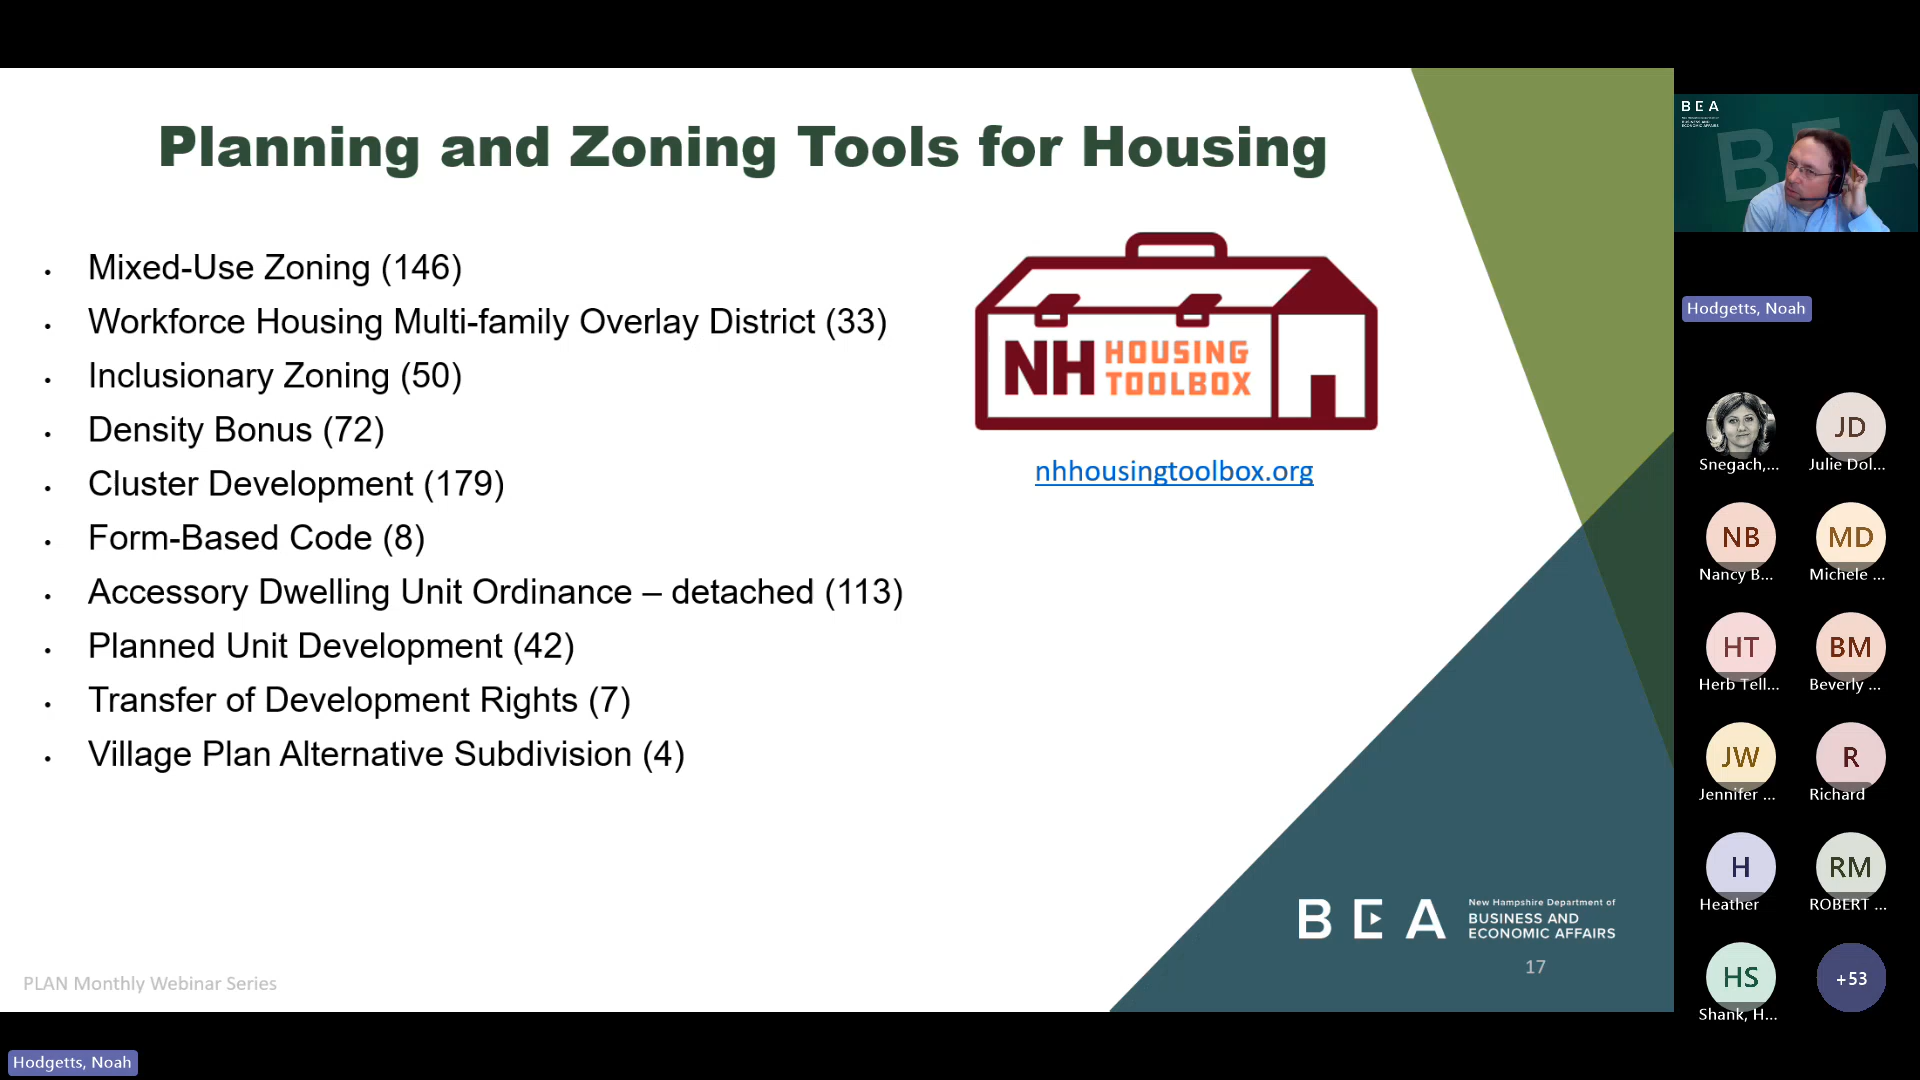 Planning and Zoning Tools for Housing
• Mixed-Use Zoning (146)
• Workforce Housing Multi-family Overlay District (33)
• Inclusionary Zoning (50)
• Density Bonus (72)
• Cluster Development (179)
• Form-Based Code (8)
• Accessory Dwelling Unit Ordinance – detached (113)
• Planned Unit Development (42)
• Transfer of Development Rights (7)
• Village Plan Alternative Subdivision (4)
NH HOUSING
TOOLBOX
nhhousingtoolbox.org
BEA
New Hampshire Department of
BUSINESS AND
ECONOMIC AFFAIRS
17
PLAN Monthly Webinar Series
Hodgetts, Noah
BEA
BUSINESS AND
ECONOMIC AFFAIRS
BEA
Hodgetts, Noah
Snegach,...
JD
Julie Dol...
NB
Nancy B...
MD
Michele ...
HT
Herb Tell...
BM
Beverly ...
JW
Jennifer ...
R
Richard
H
Heather
RM
ROBERT ...
HS
Shank, H...
+53